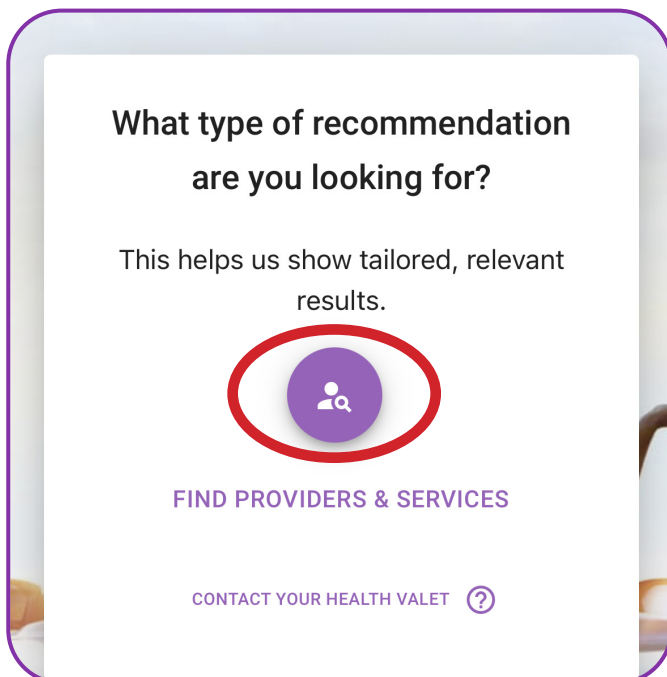 What type of recommendation
are you looking for?
This helps us show tailored, relevant
results.
FIND PROVIDERS & SERVICES
CONTACT YOUR HEALTH VALET